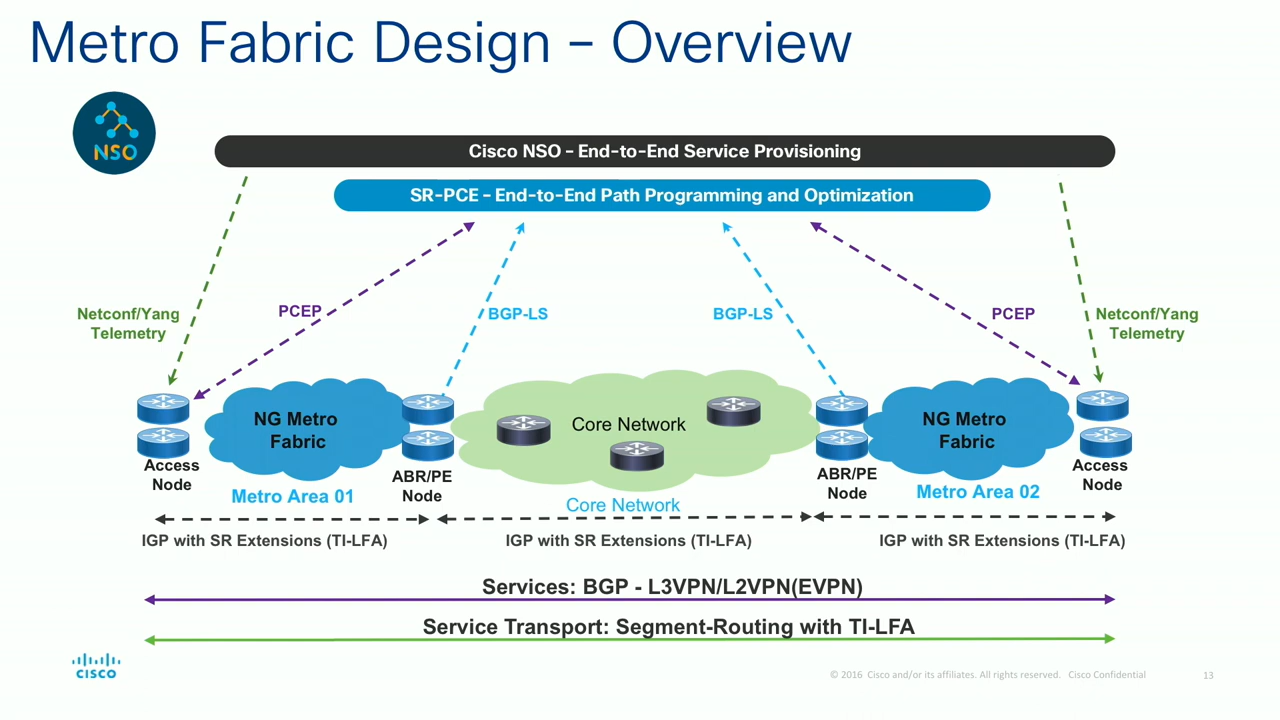 Metro Fabric Design – Overview
NSO
Cisco NSO – End-to-End Service Provisioning
SR-PCE – End-to-End Path Programming and Optimization
Netconf/Yang
Telemetry
PCEP
BGP-LS
BGP-LS
PCEP
Netconf/Yang
Telemetry
NG Metro
Fabric
Core Network
NG Metro
Fabric
Access
Node
Metro Area 01
ABR/PE
Node
Core Network
ABR/PE
Node
Metro Area 02
Access
Node
IGP with SR Extensions (TI-LFA)
IGP with SR Extensions (TI-LFA)
IGP with SR Extensions (TI-LFA)
Services: BGP - L3VPN/L2VPN(EVPN)
Service Transport: Segment-Routing with TI-LFA
CISCO
© 2016 Cisco and/or its affiliates. All rights reserved. Cisco Confidential
13